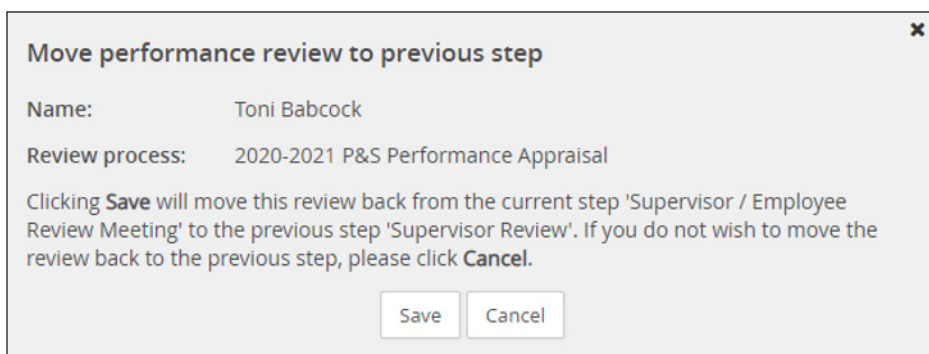 Move performance review to previous step
Name: Toni Babcock
Review process: 2020-2021 P&S Performance Appraisal
Clicking Save will move this review back from the current step 'Supervisor / Employee
Review Meeting' to the previous step 'Supervisor Review'. If you do not wish to move the
review back to the previous step, please click Cancel.
Save Cancel